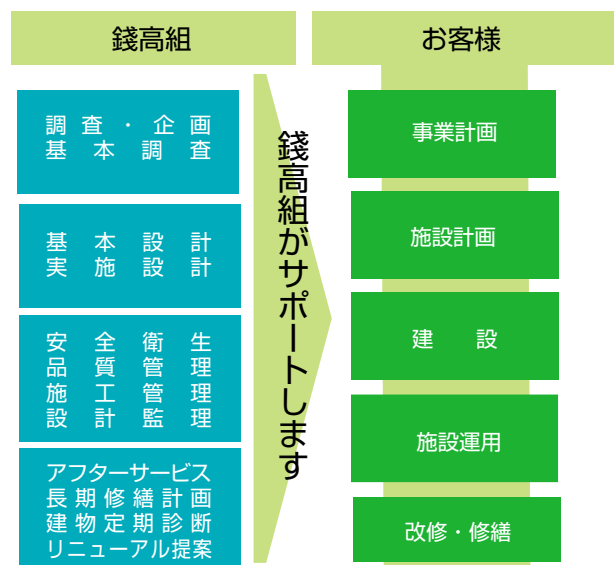 錢高組
お客様
調査・企画
基本調査
基本設計
実施設計
安全衛生
品質管理
施工管理
設計監理
アフターサービス
長期修繕計画
建物定期診断
リニューアル提案
錢高組がサポートします
事業計画
施設計画
建設
施設運用
改修・修繕